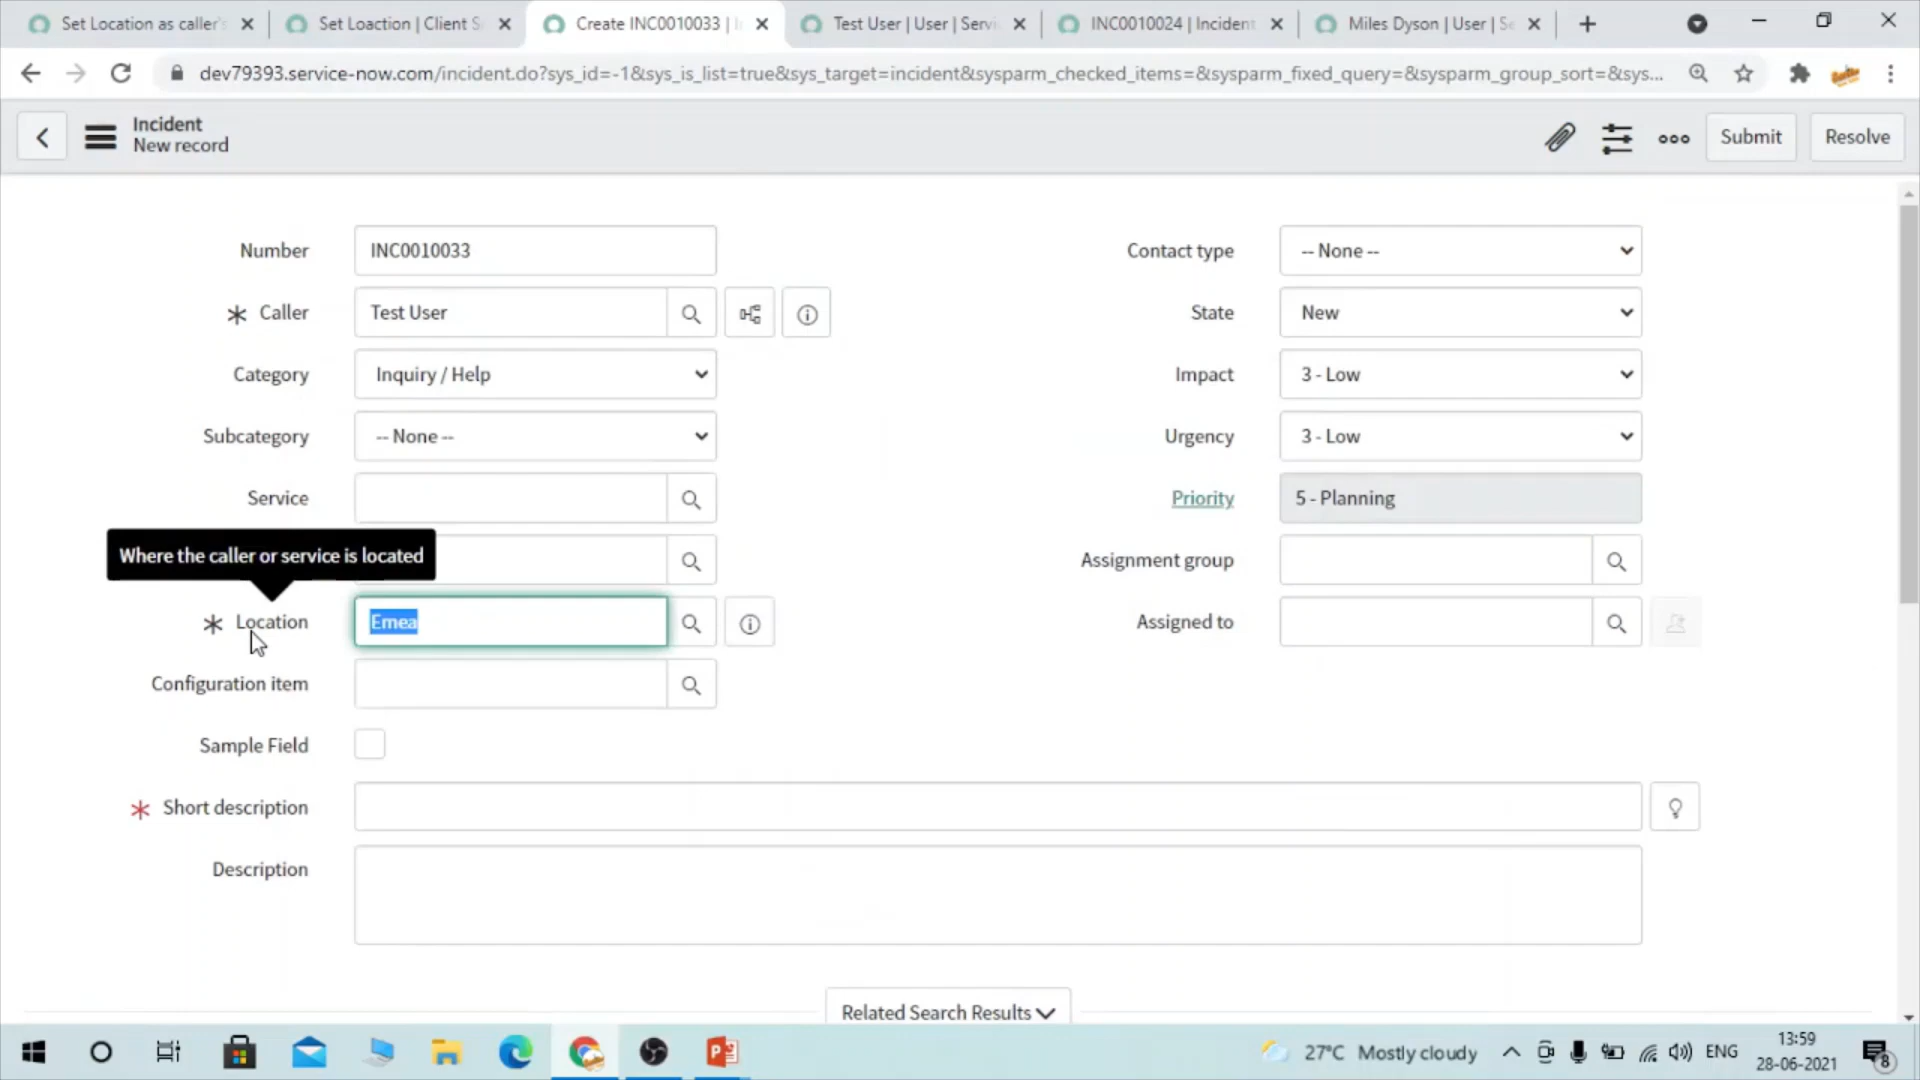 Set Location as caller's
Set Loaction | Client S
Create INC0010033 | I
Test User | User | Servi
INC0010024 | Incident
Miles Dyson | User | Se
dev79393.service-now.com/incident.do?sys_id=-1&sys_is_list=true&sys_target=incident&sysparm_checked_items=&sysparm_fixed_query=&sysparm_group_sort=&sys...
Incident
New record
Submit
Resolve
Number
INC0010033
Contact type
-- None --
Caller
Test User
State
New
Category
Inquiry / Help
Impact
3 - Low
Subcategory
-- None --
Urgency
3 - Low
Service
Priority
5 - Planning
Where the caller or service is located
Assignment group
Location
Emea
Assigned to
Configuration item
Sample Field
Short description
Description
Related Search Results
27°C Mostly cloudy
ENG
13:59
28-06-2021
8